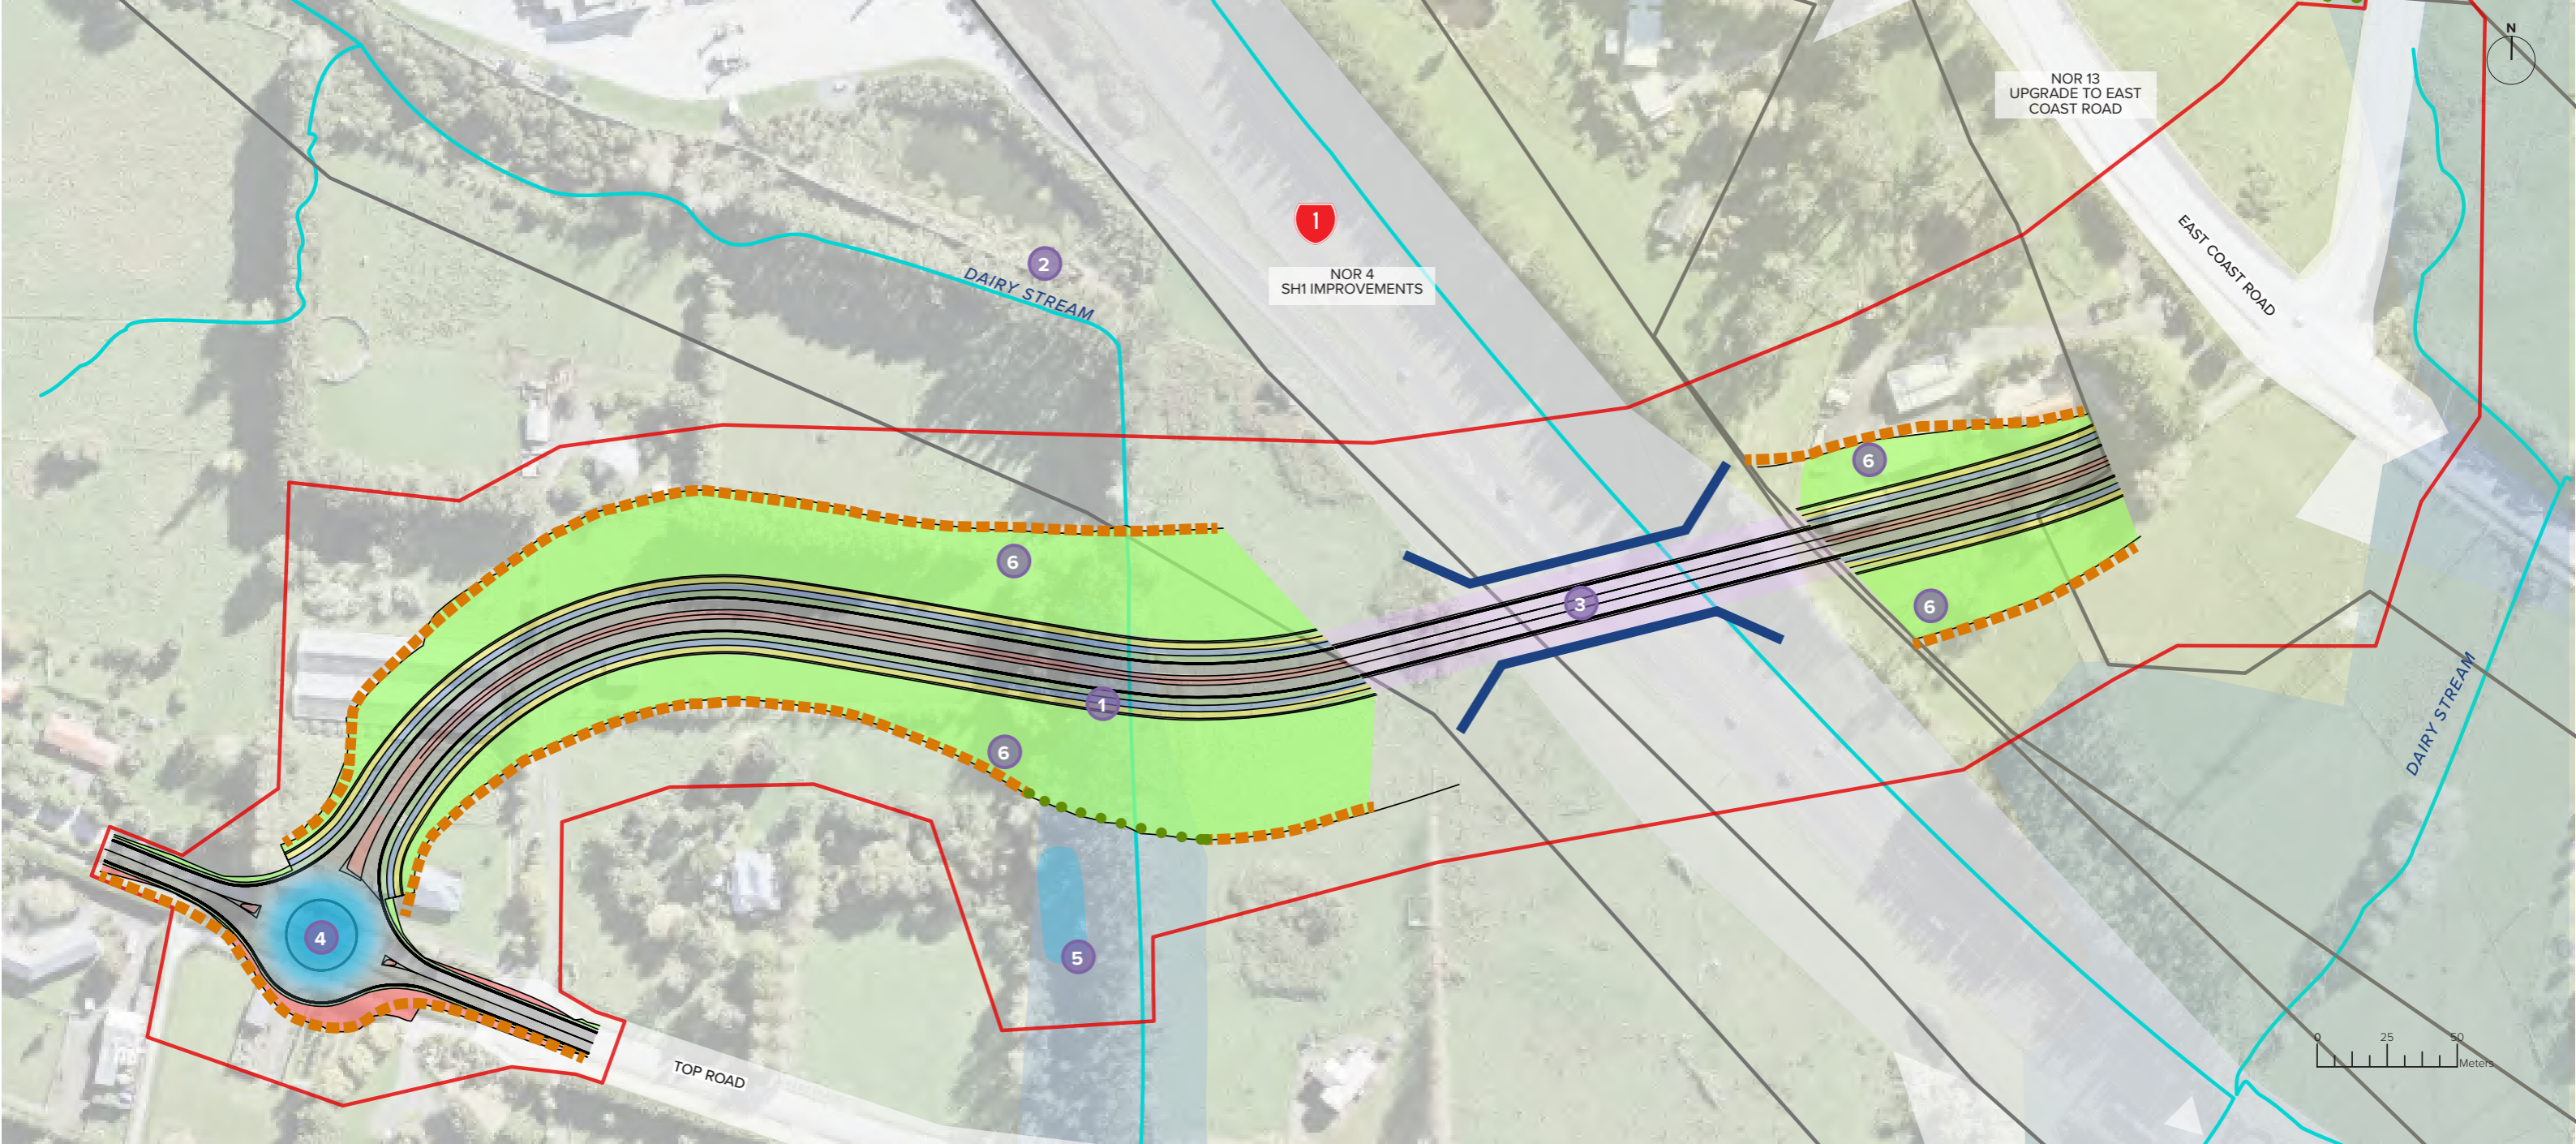 N
NOR 13
UPGRADE TO EAST
COAST ROAD
1
EAST COAST ROAD
2
DAIRY STREAM
NOR 4
SH1 IMPROVEMENTS
6
6
3
6
1
6
DAIRY STREAM
4
5
TOP ROAD
0 25 50
Meters